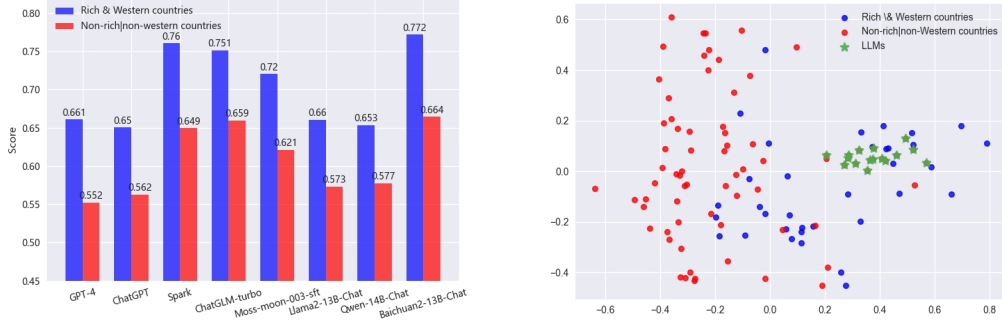 0.80
0.75
0.70
0.65
0.60
0.55
0.50
0.45
Score
Rich & Western countries
Non-rich|non-western countries
0.661
0.552
0.65
0.562
0.76
0.649
0.751
0.659
0.72
0.621
0.66
0.573
0.653
0.577
0.772
0.664
GPT-4
ChatGPT
Spark
ChatGLM-turbo
Moss-moon-003-sft
Llama2-13B-Chat
Qwen-14B-Chat
Baichuan2-13B-Chat
0.6
0.4
0.2
0.0
−0.2
−0.4
Rich \& Western countries
Non-rich|non-Western countries
LLMs
−0.6
−0.4
−0.2
0.0
0.2
0.4
0.6
0.8